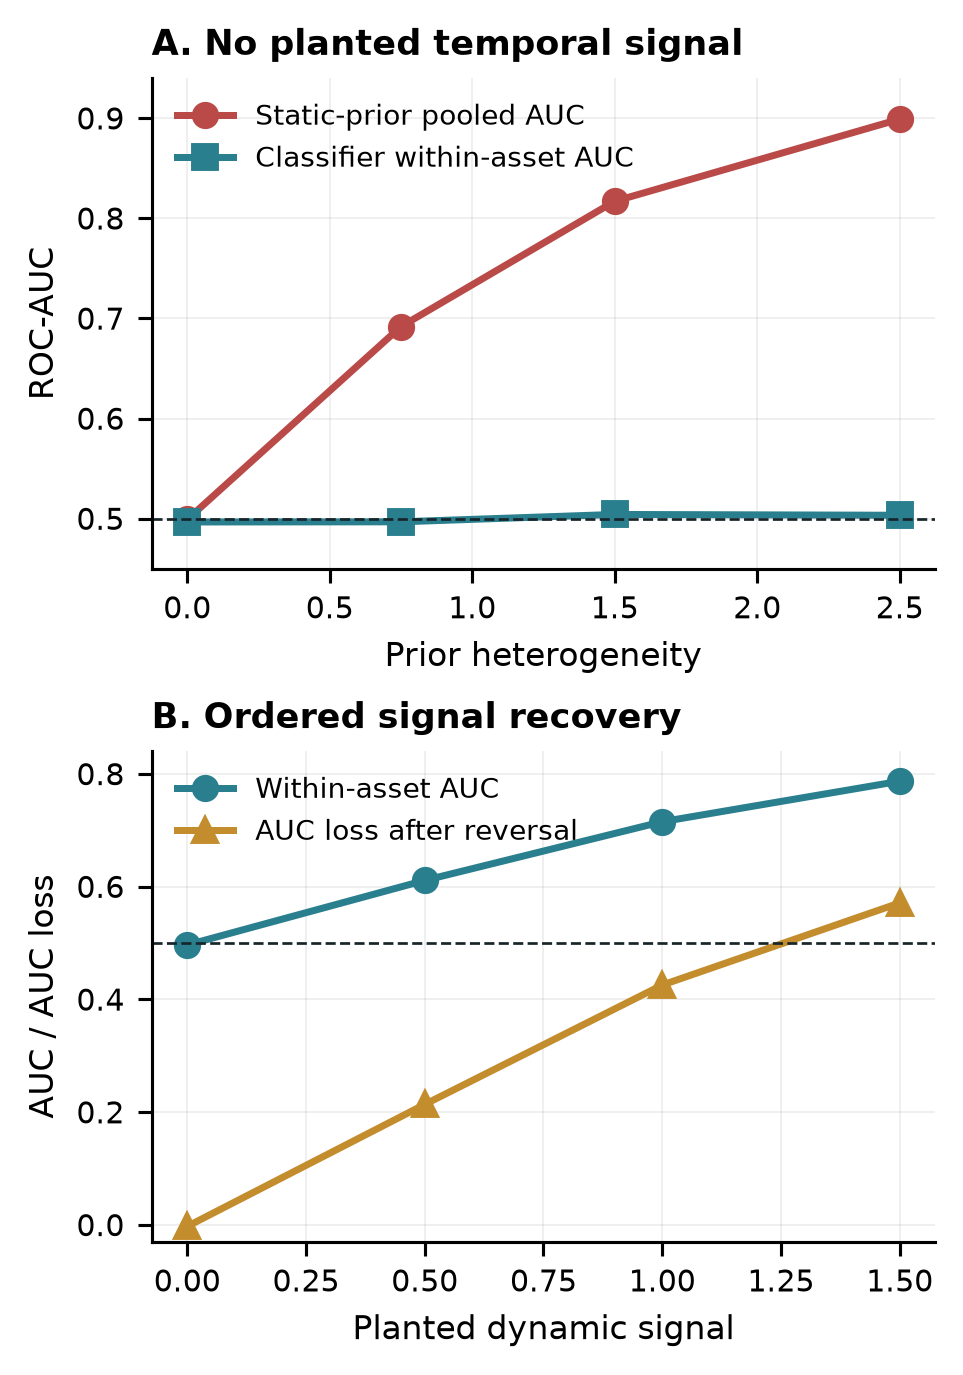 A. No planted temporal signal
Static-prior pooled AUC
Classifier within-asset AUC
ROC-AUC
0.9
0.8
0.7
0.6
0.5
0.0 0.5 1.0 1.5 2.0 2.5
Prior heterogeneity
B. Ordered signal recovery
Within-asset AUC
AUC loss after reversal
AUC / AUC loss
0.8
0.6
0.4
0.2
0.0
0.00 0.25 0.50 0.75 1.00 1.25 1.50
Planted dynamic signal